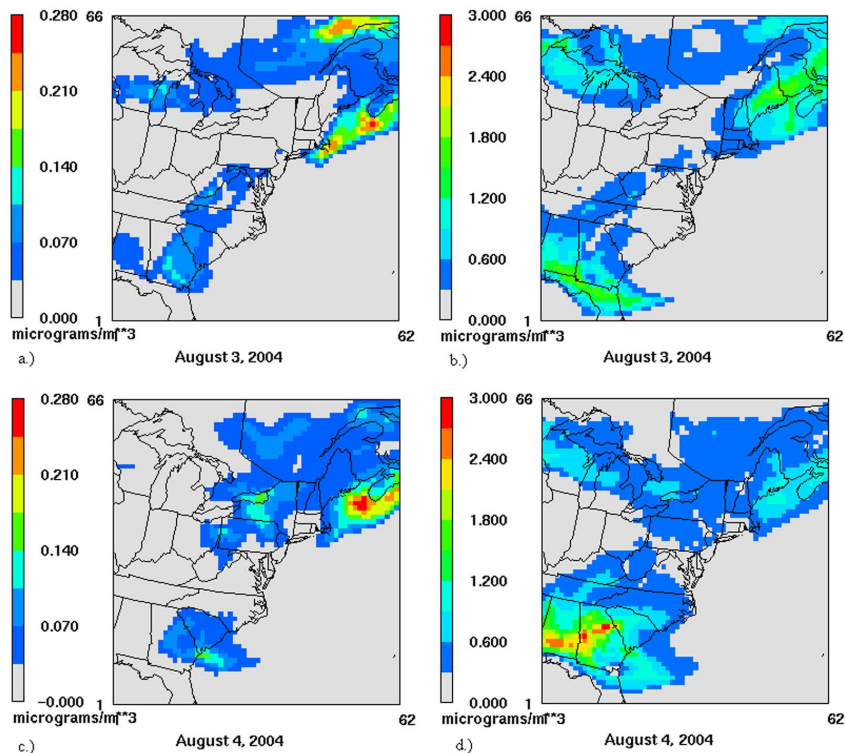 0.280
0.210
0.140
0.070
0.000
66
1
62
micrograms/m**3
a.)
August 3, 2004
3.000
2.400
1.800
1.200
0.600
0.000
66
1
62
micrograms/m**3
b.)
August 3, 2004
0.280
0.210
0.140
0.070
−0.000
66
1
62
micrograms/m**3
c.)
August 4, 2004
3.000
2.400
1.800
1.200
0.600
0.000
66
1
62
micrograms/m**3
d.)
August 4, 2004